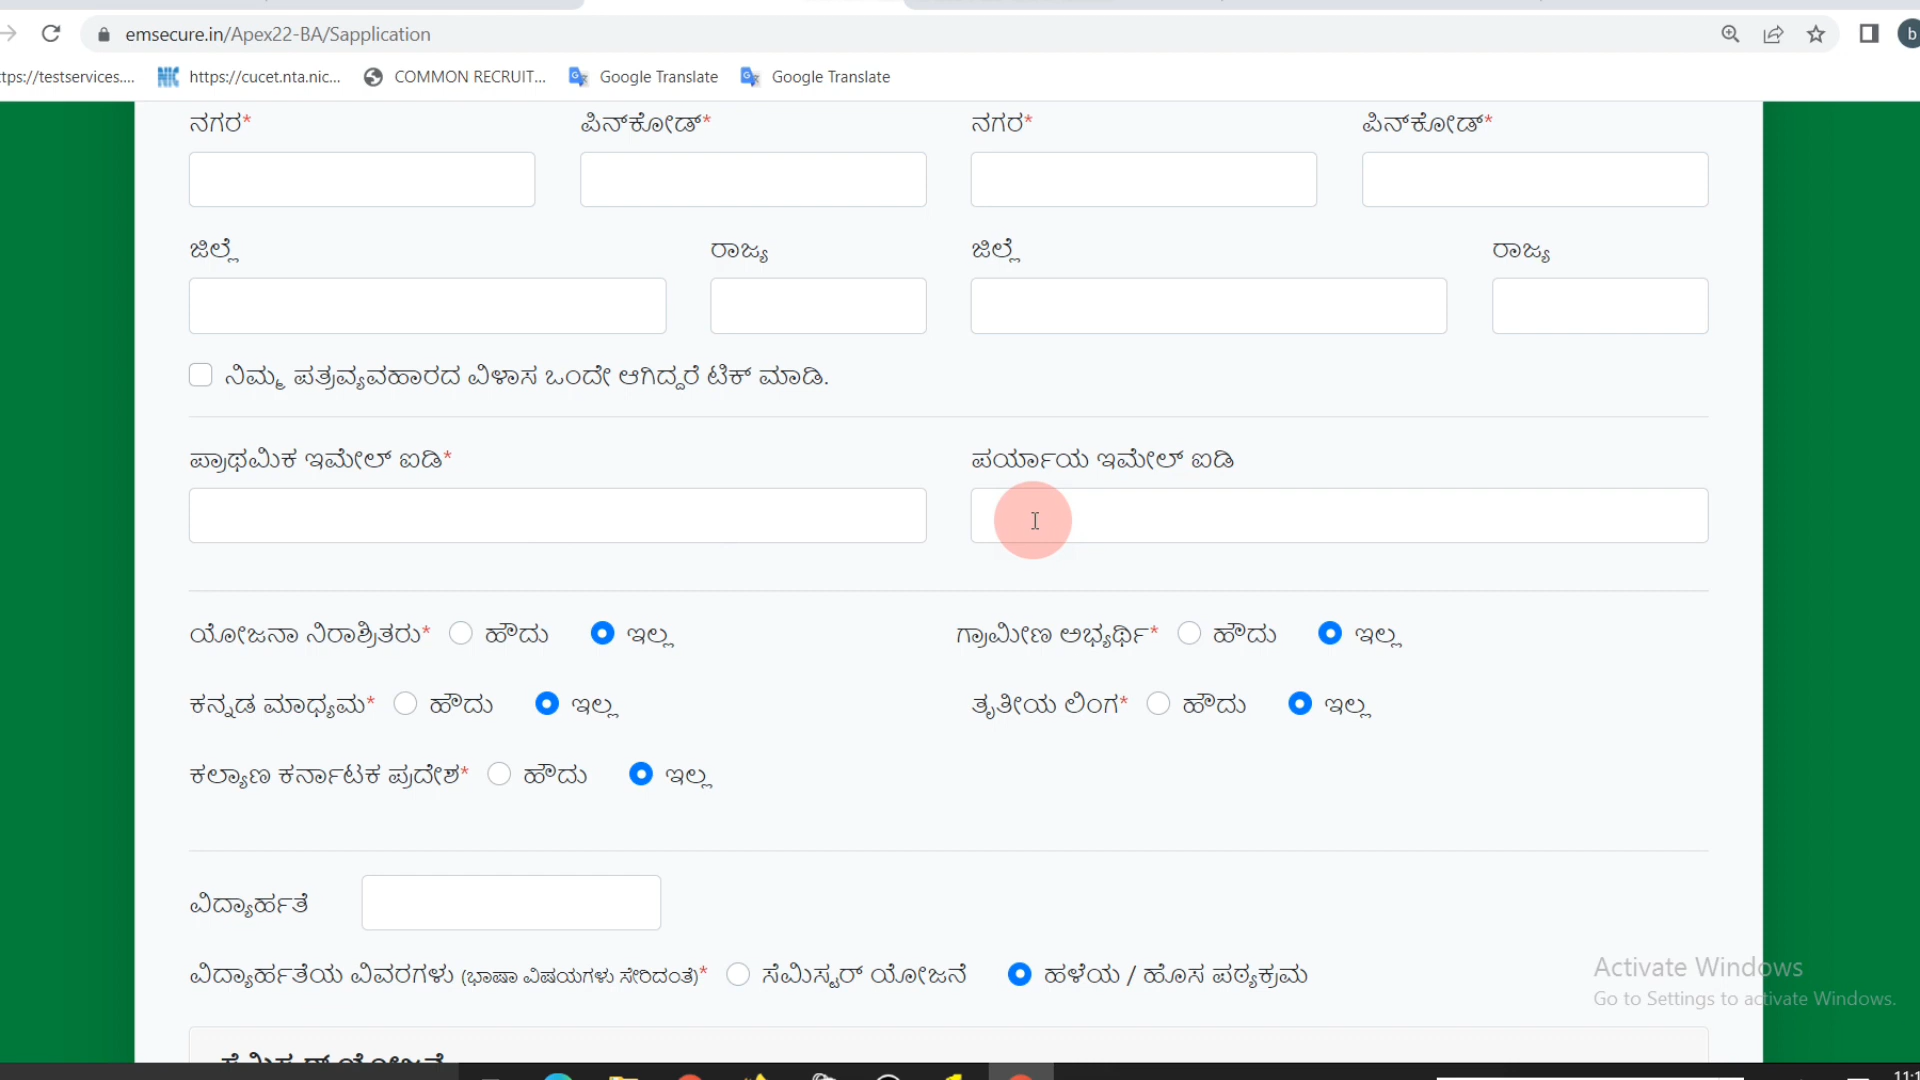 emsecure.in/Apex22-BA/Sapplication
b
ttps://testservices.... https://cucet.nta.nic... COMMON RECRUIT... Google Translate Google Translate
ನಗರ* ಪಿನ್‌ಕೋಡ್* ನಗರ* ಪಿನ್‌ಕೋಡ್*
ಜಿಲ್ಲೆ ರಾಜ್ಯ ಜಿಲ್ಲೆ ರಾಜ್ಯ
ನಿಮ್ಮ ಪತ್ರವ್ಯವಹಾರದ ವಿಳಾಸ ಒಂದೇ ಆಗಿದ್ದರೆ ಟಿಕ್ ಮಾಡಿ.
ಪ್ರಾಥಮಿಕ ಇಮೇಲ್ ಐಡಿ* ಪರ್ಯಾಯ ಇಮೇಲ್ ಐಡಿ
ಯೋಜನಾ ನಿರಾಶ್ರಿತರು* ಹೌದು ಇಲ್ಲ ಗ್ರಾಮೀಣ ಅಭ್ಯರ್ಥಿ* ಹೌದು ಇಲ್ಲ
ಕನ್ನಡ ಮಾಧ್ಯಮ* ಹೌದು ಇಲ್ಲ ತೃತೀಯ ಲಿಂಗ* ಹೌದು ಇಲ್ಲ
ಕಲ್ಯಾಣ ಕರ್ನಾಟಕ ಪ್ರದೇಶ* ಹೌದು ಇಲ್ಲ
ವಿದ್ಯಾರ್ಹತೆ
ವಿದ್ಯಾರ್ಹತೆಯ ವಿವರಗಳು (ಭಾಷಾ ವಿಷಯಗಳು ಸೇರಿದಂತೆ)* ಸೆಮಿಸ್ಟರ್ ಯೋಜನೆ ಹಳೆಯ / ಹೊಸ ಪಠ್ಯಕ್ರಮ
Activate Windows
Go to Settings to activate Windows.